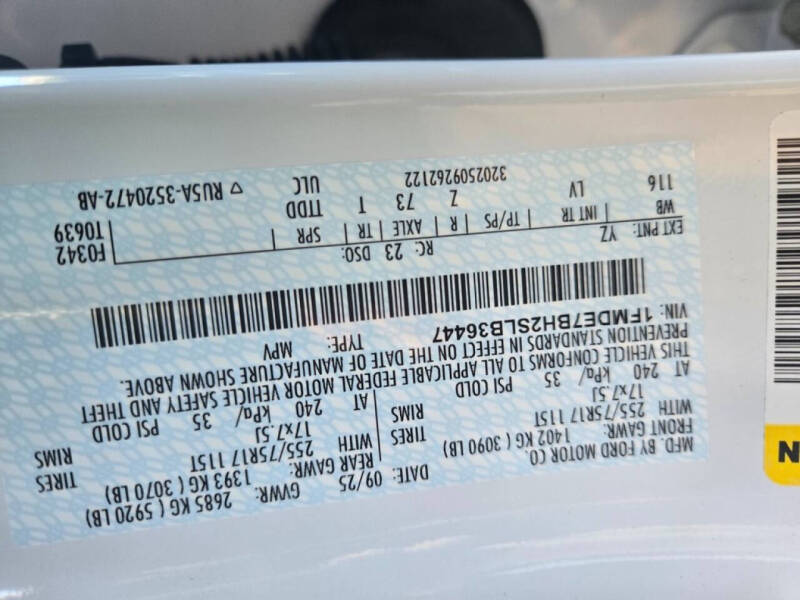 MFD. BY FORD MOTOR CO.
DATE: 09/25 GVWR: 2685 KG ( 5920 LB)
FRONT GAWR: 1402 KG ( 3090 LB) REAR GAWR: 1393 KG ( 3070 LB)
WITH 255/75R17 115T TIRES WITH 255/75R17 115T TIRES
17x7.5J RIMS 17x7.5J RIMS
AT 240 kPa/ 35 PSI COLD AT 240 kPa/ 35 PSI COLD
THIS VEHICLE CONFORMS TO ALL APPLICABLE FEDERAL MOTOR VEHICLE SAFETY AND THEFT
PREVENTION STANDARDS IN EFFECT ON THE DATE OF MANUFACTURE SHOWN ABOVE.
VIN: 1FMDE7BH2SLB36447 TYPE: MPV
F0342
T0639
EXT PNT: YZ RC: 23 DSO:
WB INT TR TP/PS R AXLE TR SPR
116 LV Z 73 T TTDD
3202509262122 ULC
▽ RU5A-3520472-AB
N